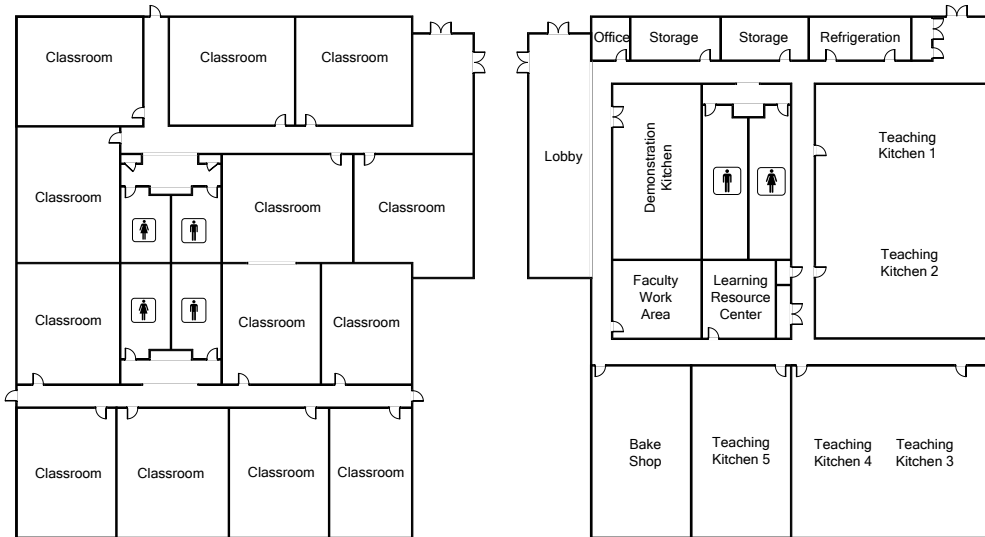 Classroom
Classroom
Classroom
Classroom
Classroom
Classroom
Classroom
Classroom
Classroom
Classroom
Classroom
Classroom
Classroom
Office
Storage
Storage
Refrigeration
Lobby
Demonstration
Kitchen
Teaching
Kitchen 1
Teaching
Kitchen 2
Faculty
Work
Area
Learning
Resource
Center
Bake
Shop
Teaching
Kitchen 5
Teaching
Kitchen 4
Teaching
Kitchen 3